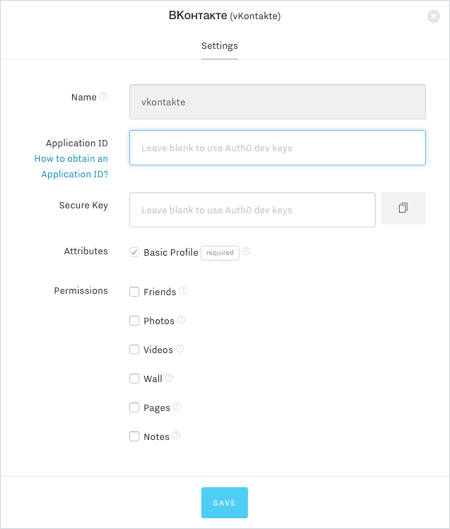 ВКонтакте (vKontakte)
Settings
Name
vkontakte
Application ID
How to obtain an
Application ID?
Leave blank to use Auth0 dev keys
Secure Key
Leave blank to use Auth0 dev keys
Attributes
Basic Profile required
Permissions
Friends
Photos
Videos
Wall
Pages
Notes
SAVE